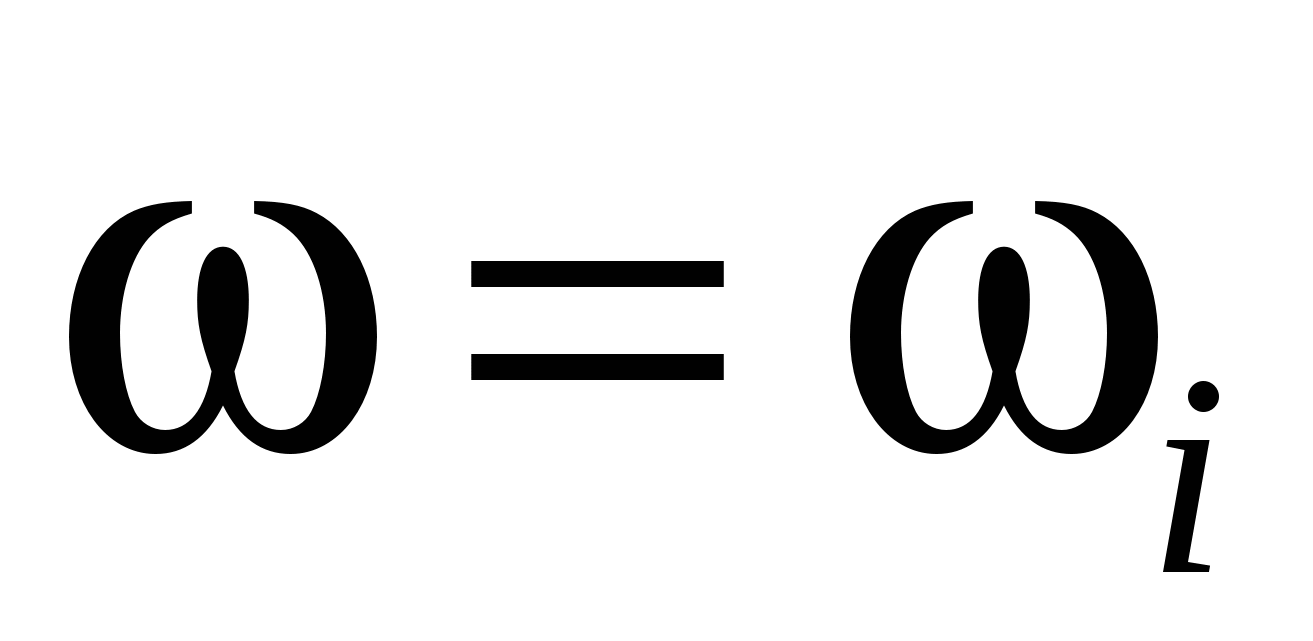 ω = ωᵢ